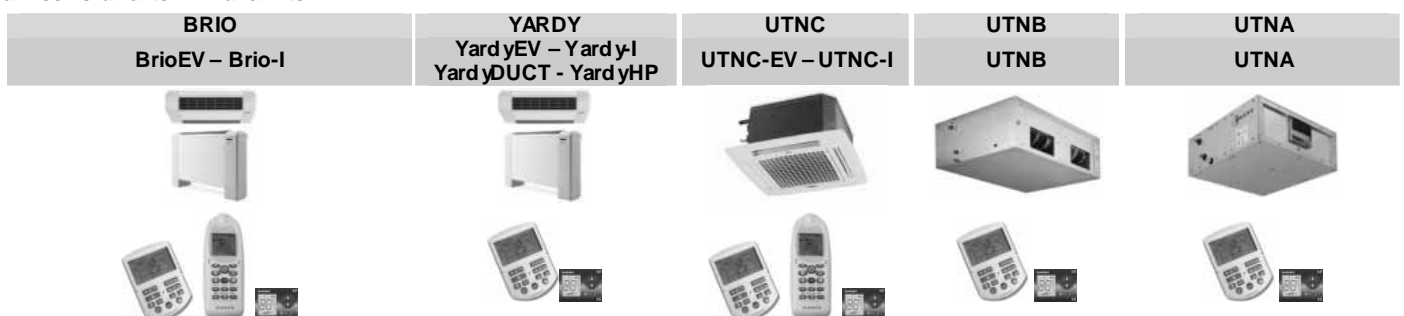 BRIO YARDY UTNC UTNB UTNA
BrioEV – Brio-I YardyEV – Yardy-I UTNC-EV – UTNC-I UTNB UTNA
YardyDUCT - YardyHP